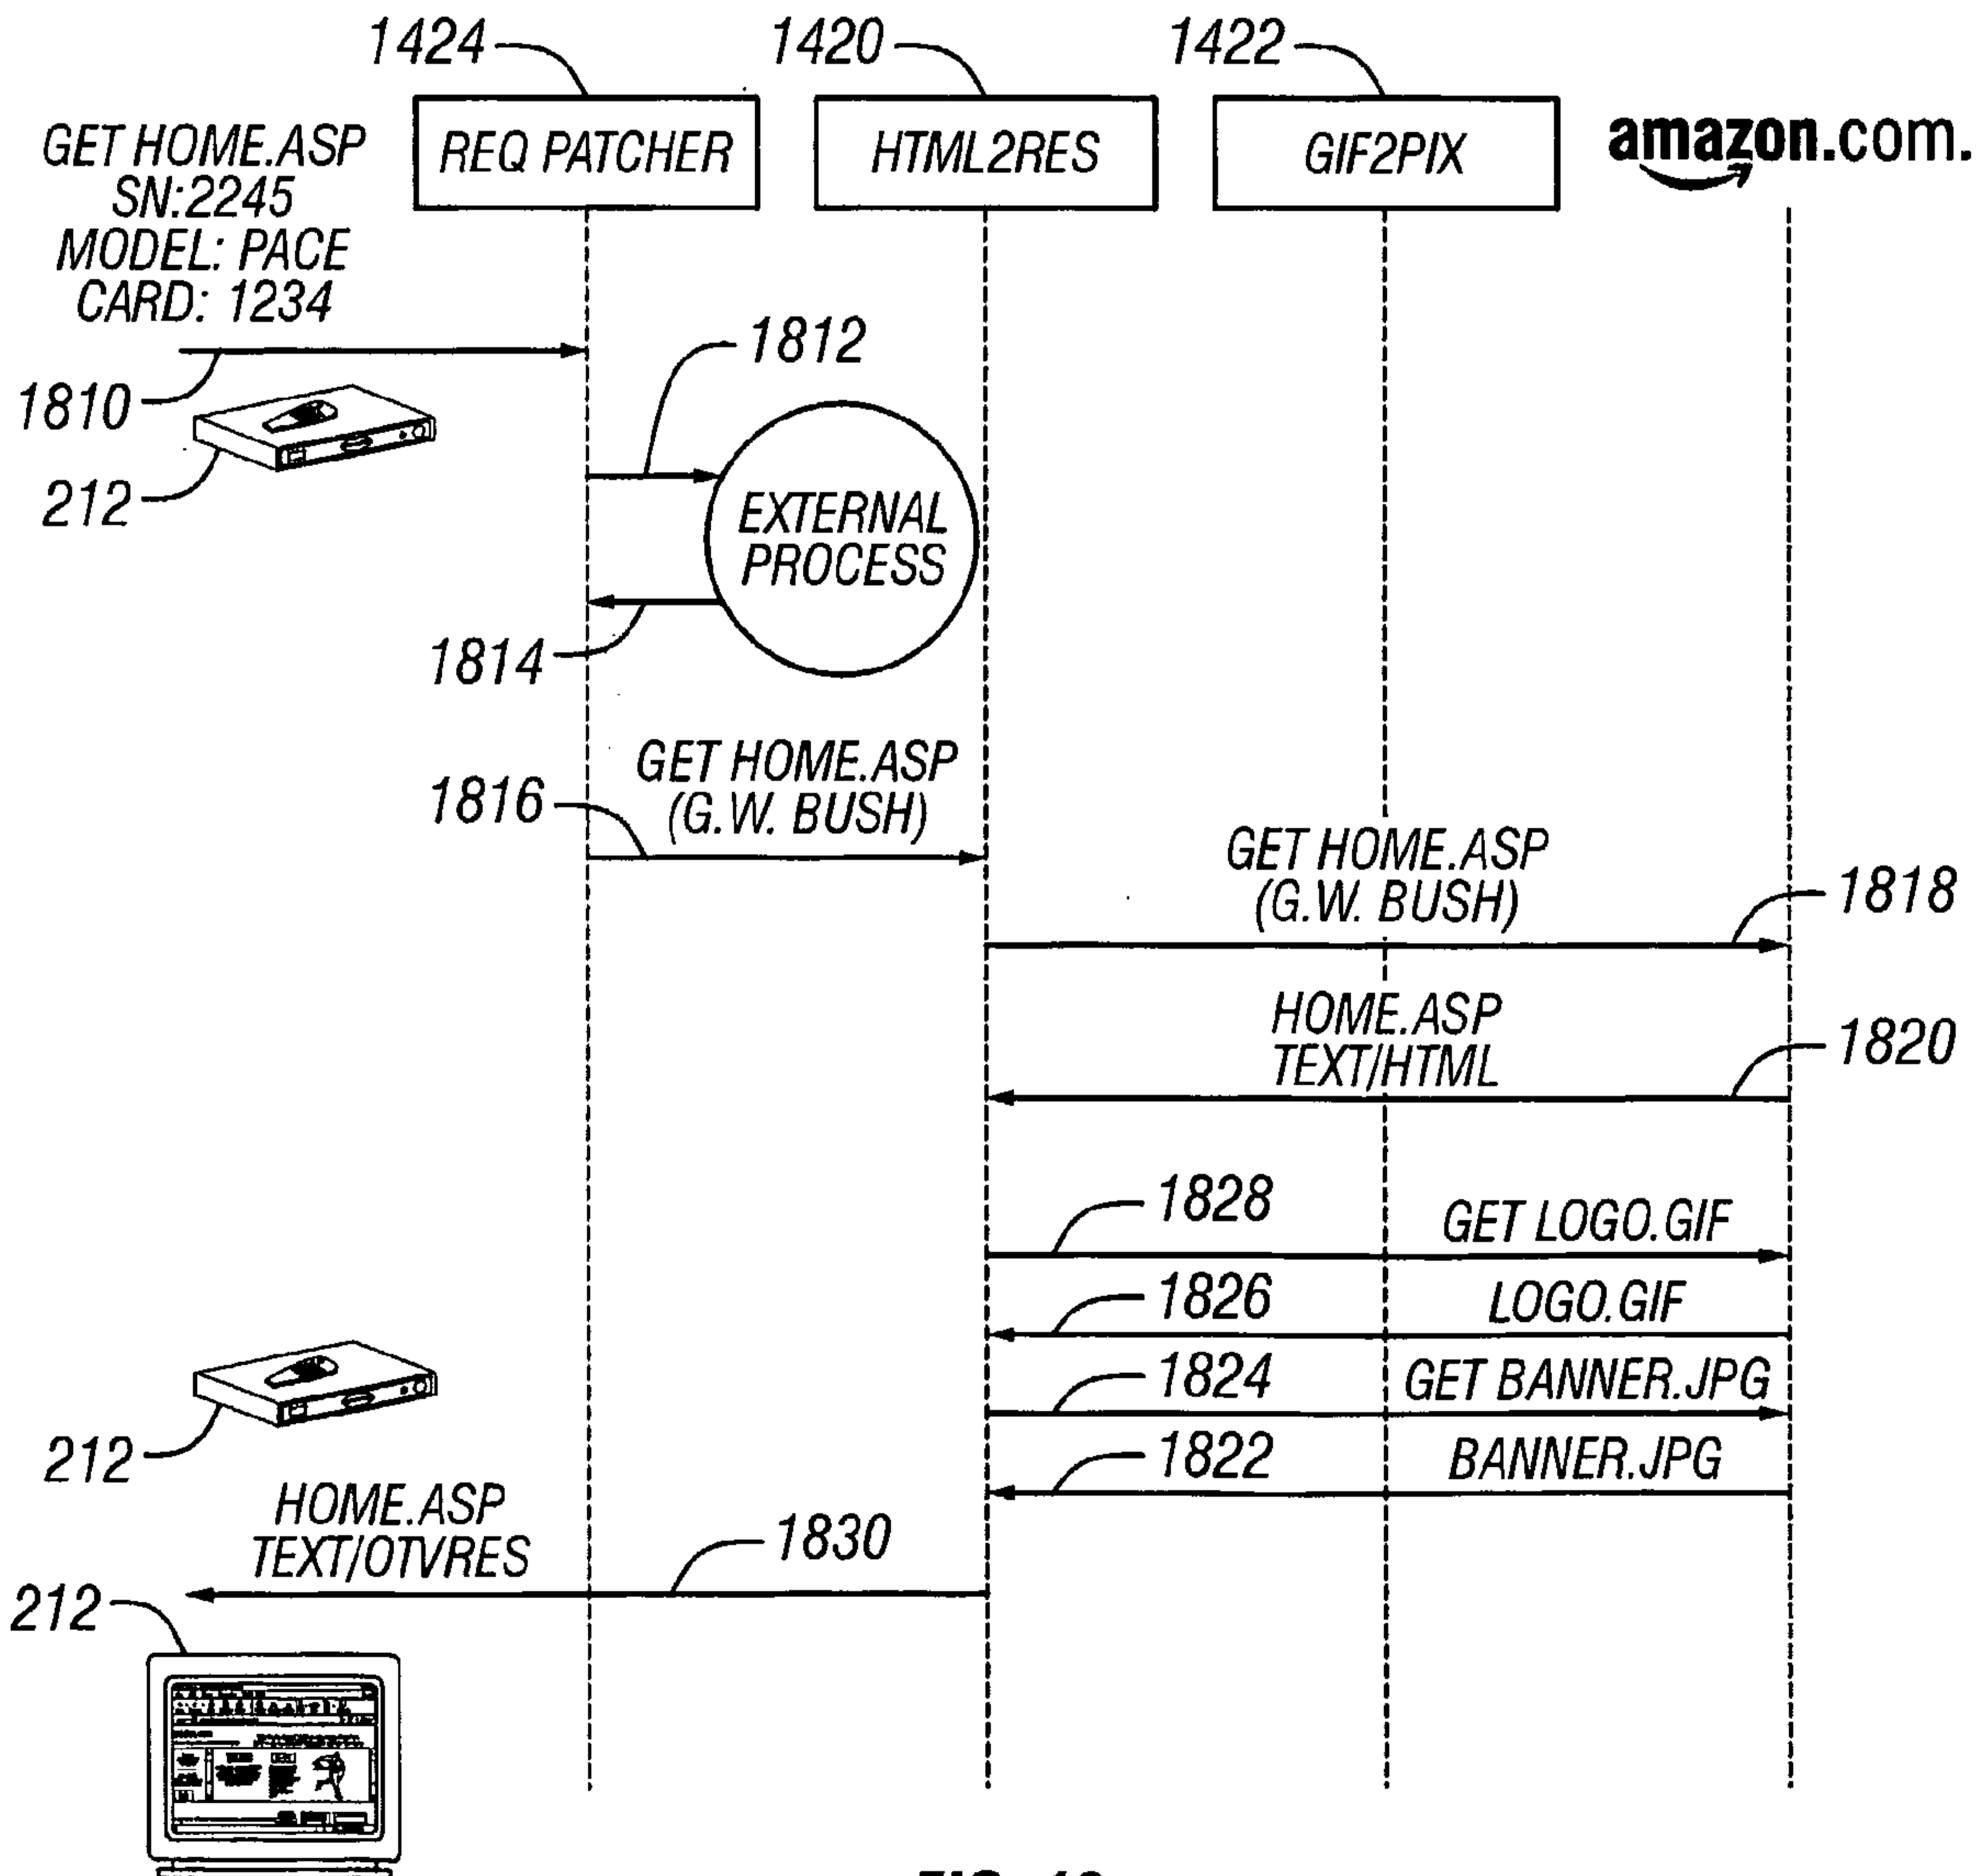 1424
1420
1422
REQ PATCHER
HTML2RES
GIF2PIX
amazon.com.
GET HOME.ASP
SN:2245
MODEL: PACE
CARD: 1234
1810
212
1812
EXTERNAL
PROCESS
1814
GET HOME.ASP
(G.W. BUSH)
1816
GET HOME.ASP
(G.W. BUSH)
1818
HOME.ASP
TEXT/HTML
1820
1828
GET LOGO.GIF
1826
LOGO.GIF
1824
GET BANNER.JPG
1822
BANNER.JPG
212
HOME.ASP
TEXT/OTVRES
1830
212